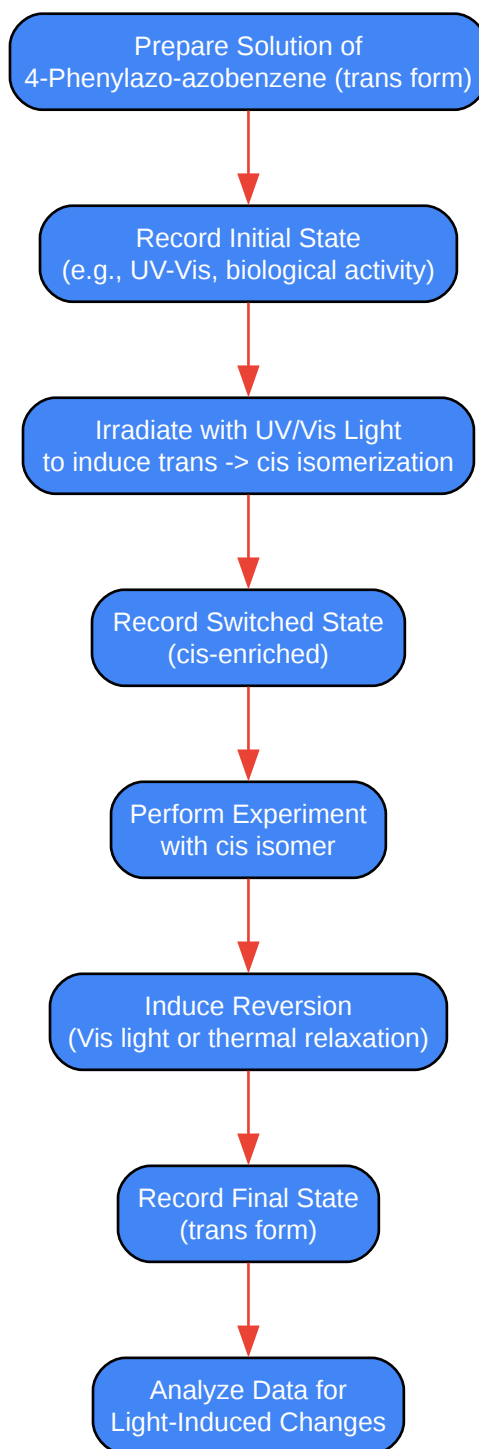 Prepare Solution of
4-Phenylazo-azobenzene (trans form)
Record Initial State
(e.g., UV-Vis, biological activity)
Irradiate with UV/Vis Light
to induce trans -> cis isomerization
Record Switched State
(cis-enriched)
Perform Experiment
with cis isomer
Induce Reversion
(Vis light or thermal relaxation)
Record Final State
(trans form)
Analyze Data for
Light-Induced Changes